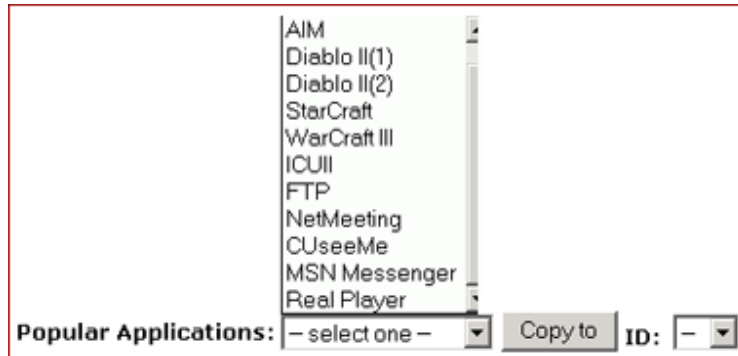 AIM
Diablo II(1)
Diablo II(2)
StarCraft
WarCraft III
ICUII
FTP
NetMeeting
CUseeMe
MSN Messenger
Real Player
Popular Applications: – select one – Copy to ID: –